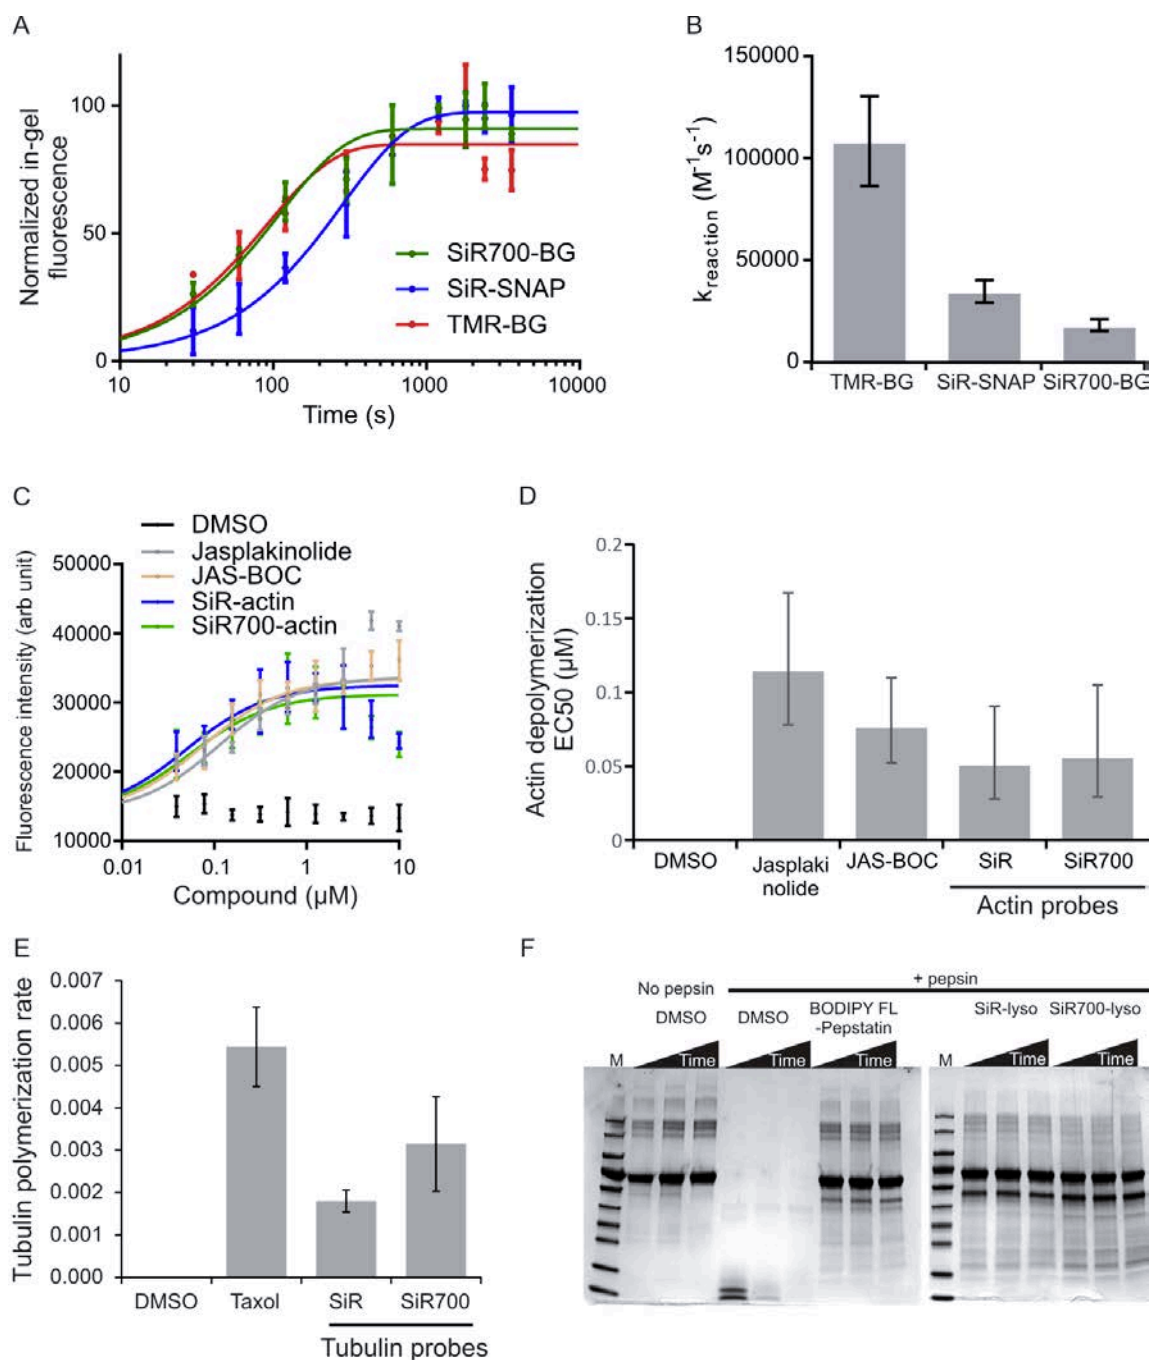 A
Normalized in-gel
fluorescence
100
50
0
10
100
1000
10000
Time (s)
SiR700-BG
SiR-SNAP
TMR-BG
B
k reaction (M-1s-1)
150000
100000
50000
0
TMR-BG
SiR-SNAP
SiR700-BG
C
DMSO
Jasplakinolide
JAS-BOC
SiR-actin
SiR700-actin
Fluorescence intensity (arb unit)
50000
40000
30000
20000
10000
0.01
0.1
1
10
Compound (µM)
D
Actin depolymerization
EC50 (µM)
0.2
0.15
0.1
0.05
0
DMSO
Jasplaki
nolide
JAS-BOC
SiR
SiR700
Actin probes
E
Tubulin polymerization rate
0.007
0.006
0.005
0.004
0.003
0.002
0.001
0.000
DMSO
Taxol
SiR
SiR700
Tubulin probes
F
+ pepsin
No pepsin
DMSO
DMSO
BODIPY FL
-Pepstatin
SiR-lyso
SiR700-lyso
M
Time
Time
Time
M
Time
Time